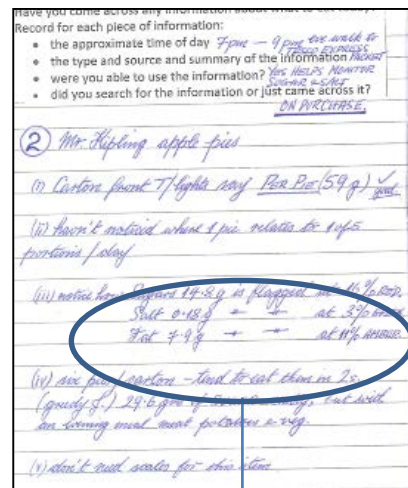 Have you come across any information about what to
Record for each piece of information:
• the approximate time of day 7pm – 9pm eve walk to
TESCO EXPRESS
• the type and source and summary of the information PACKET
• were you able to use the information? YES HELPS MONITOR
SUGAR & SALT
• did you search for the information or just came across it?
ON PURCHASE.
② Mr. Kipling apple pies
(i) Carton front T/lights say PER PIE (59g) ✓ good
(ii) haven't noticed where 1 pie relates to 1 of 5
portions/day
(iii) notice how Sugars 14.8g is flagged at 16% RED.
Salt 0.18g " " at 3% GREEN
Fat 7.9g " " at 11% AMBER.
(iv) six pies/carton – tend to eat them in 2s
(greedy £.) 29.6 gms of but with
an evening meal meat potatoes & veg.
(v) don't need scales for this item